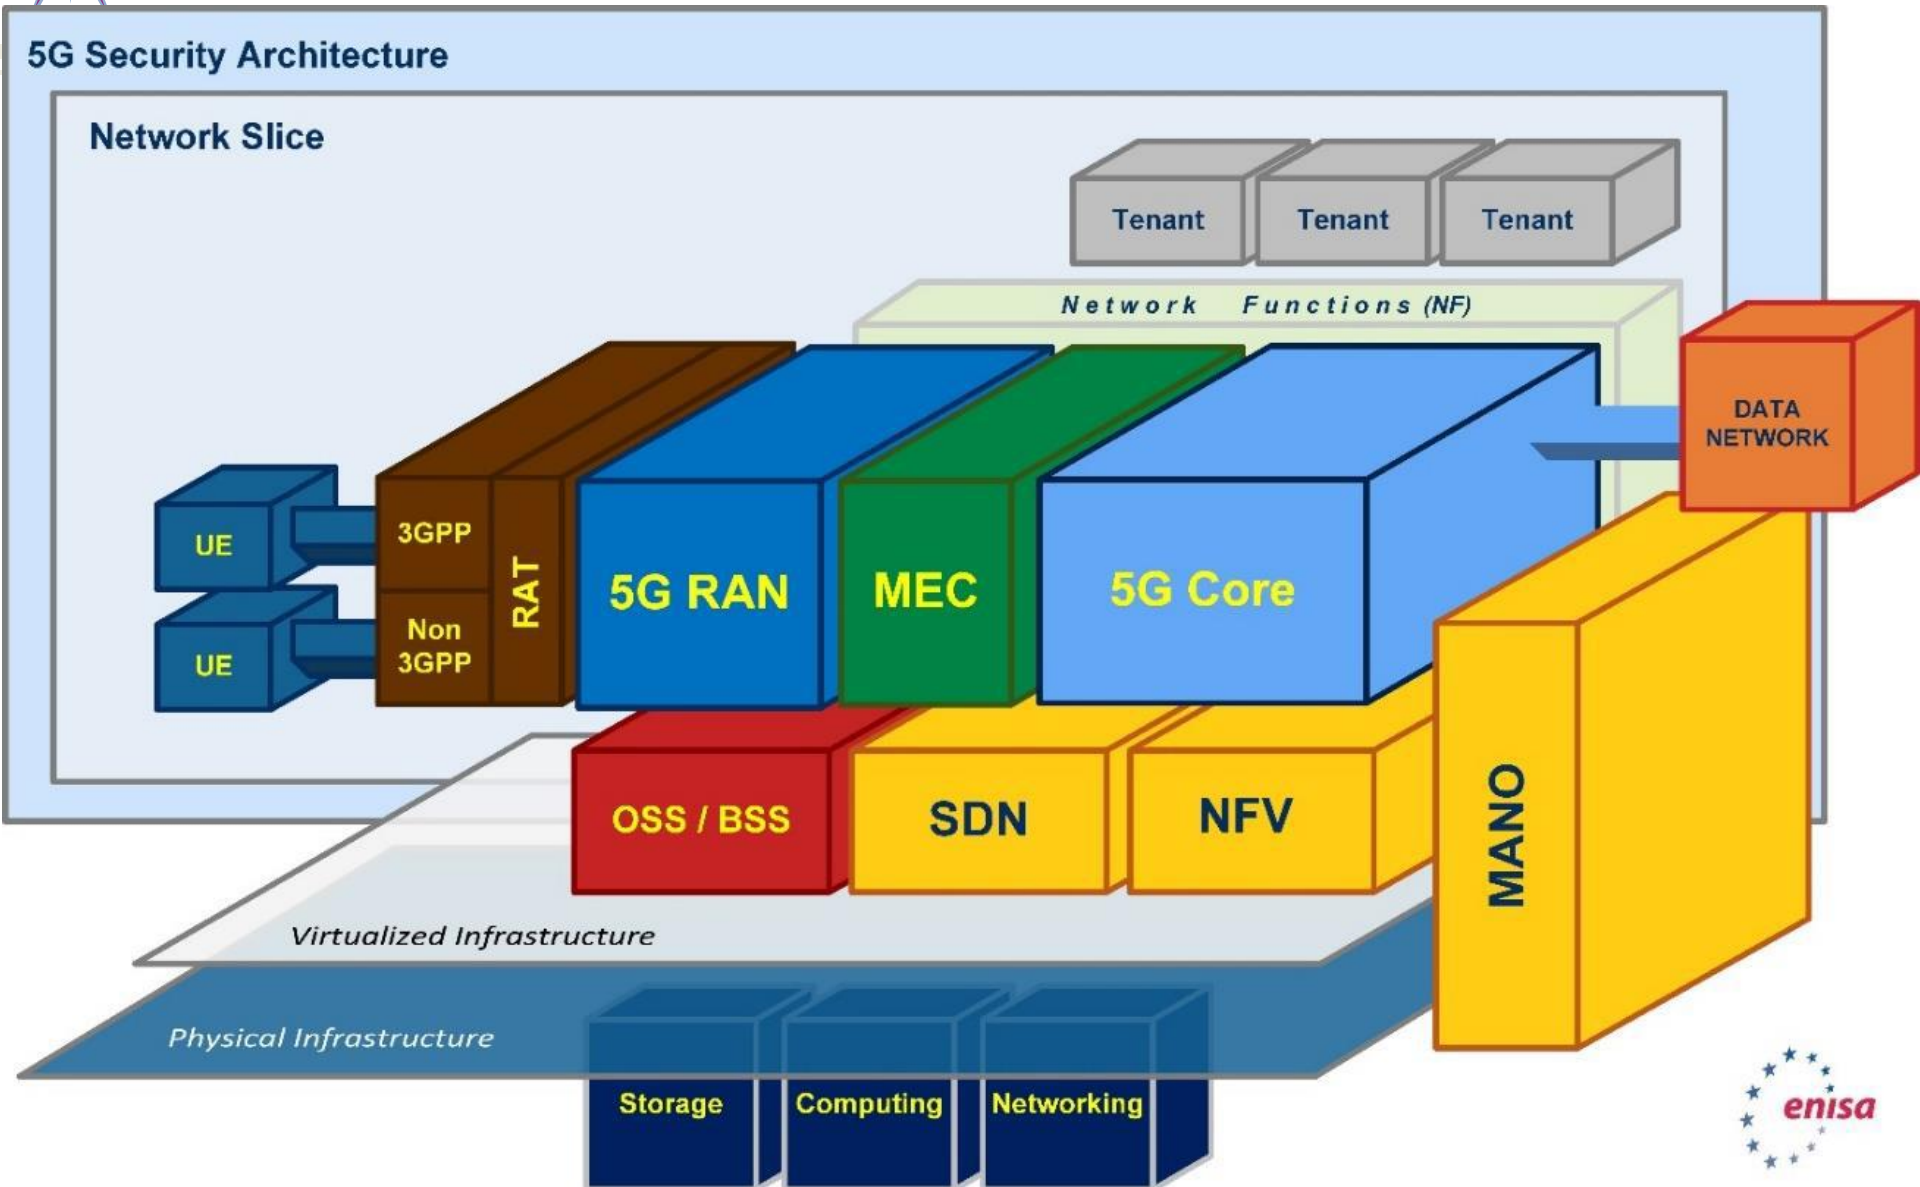 5G Security Architecture
Network Slice
Tenant
Tenant
Tenant
Network Functions (NF)
DATA
NETWORK
UE
UE
3GPP
Non
3GPP
RAT
5G RAN
MEC
5G Core
OSS / BSS
SDN
NFV
MANO
Virtualized Infrastructure
Physical Infrastructure
Storage
Computing
Networking
enisa